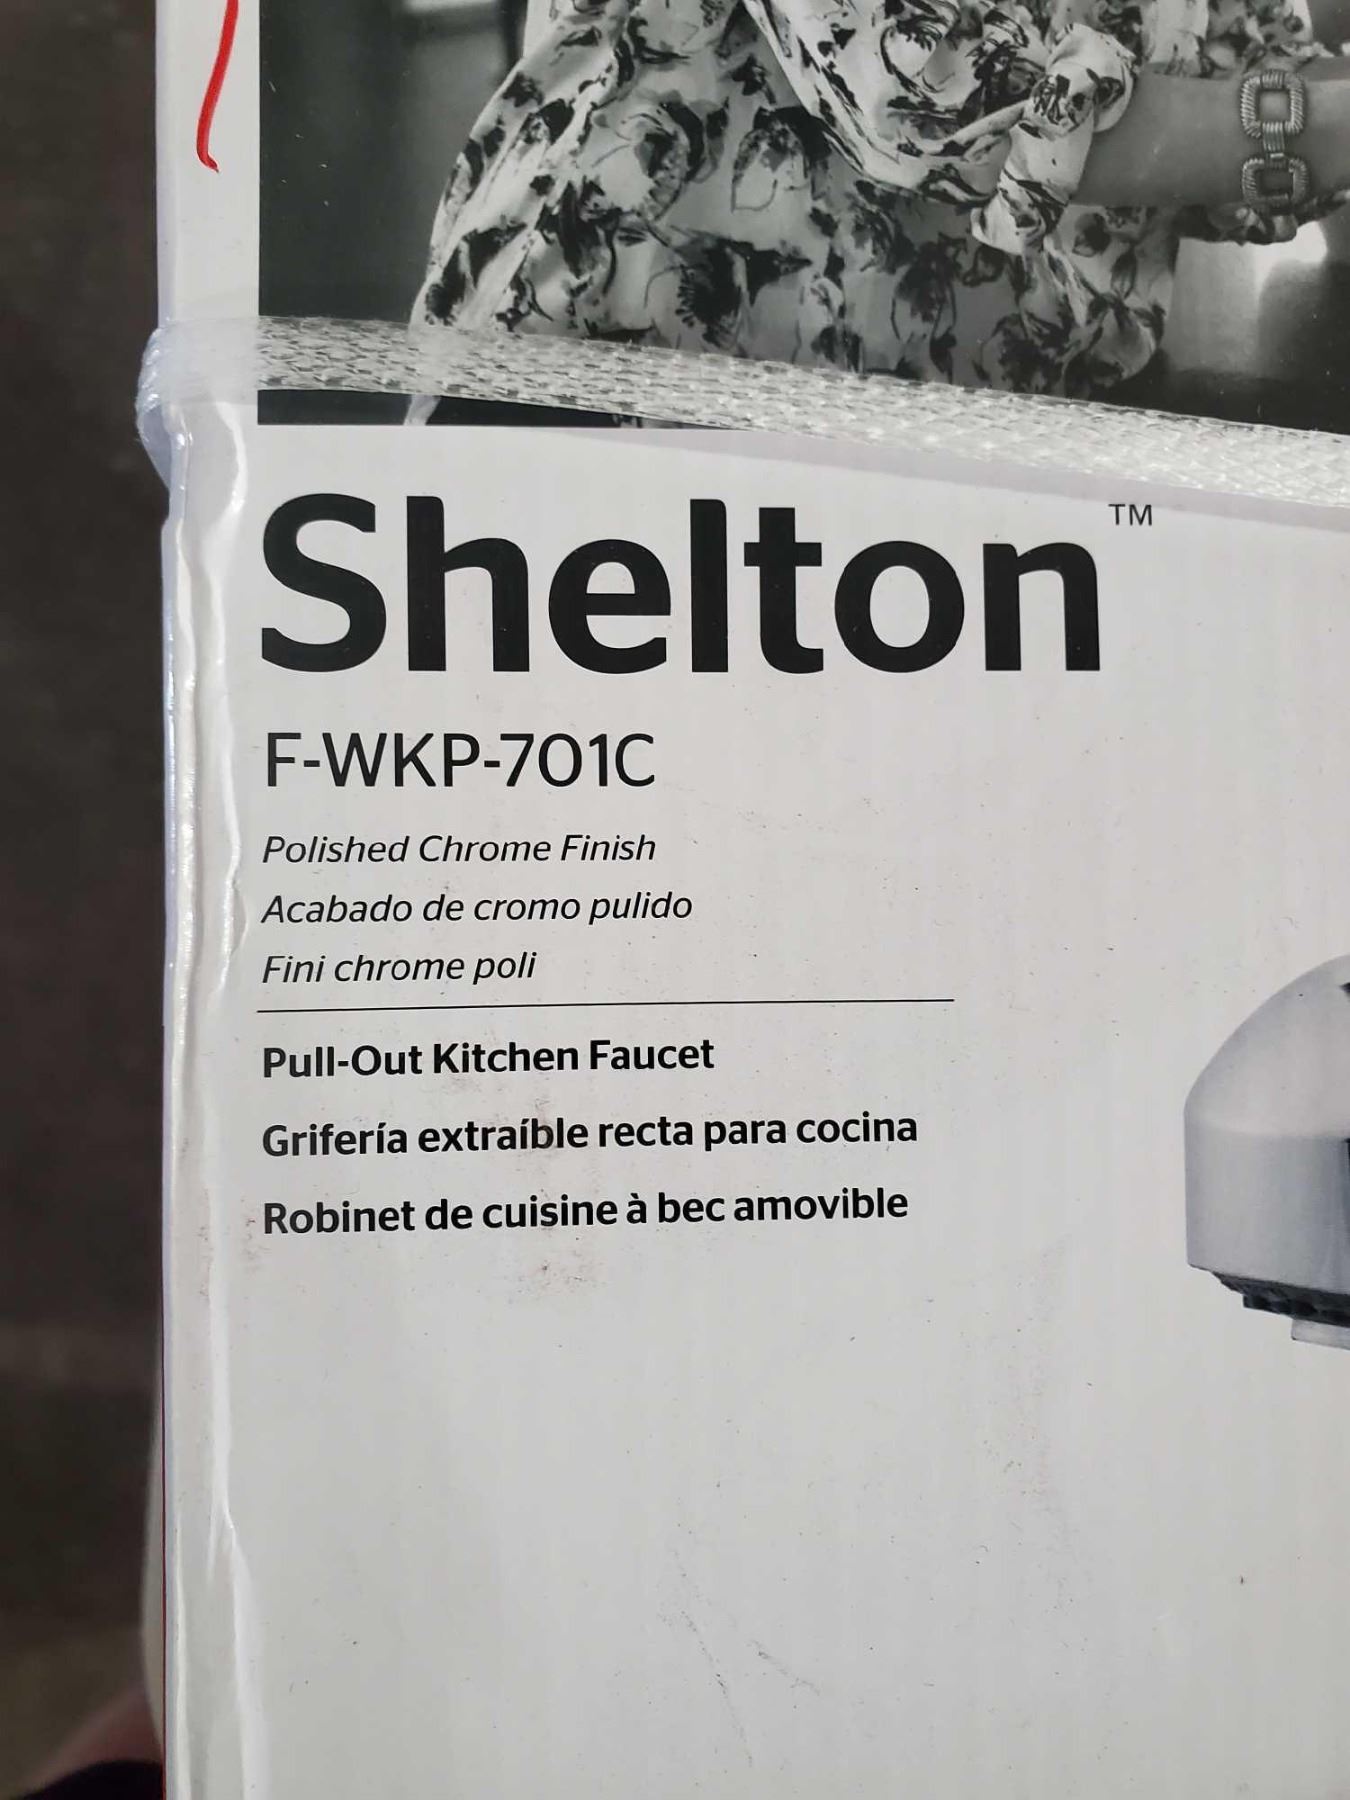 Shelton™
F-WKP-701C
Polished Chrome Finish
Acabado de cromo pulido
Fini chrome poli
Pull-Out Kitchen Faucet
Grifería extraíble recta para cocina
Robinet de cuisine à bec amovible